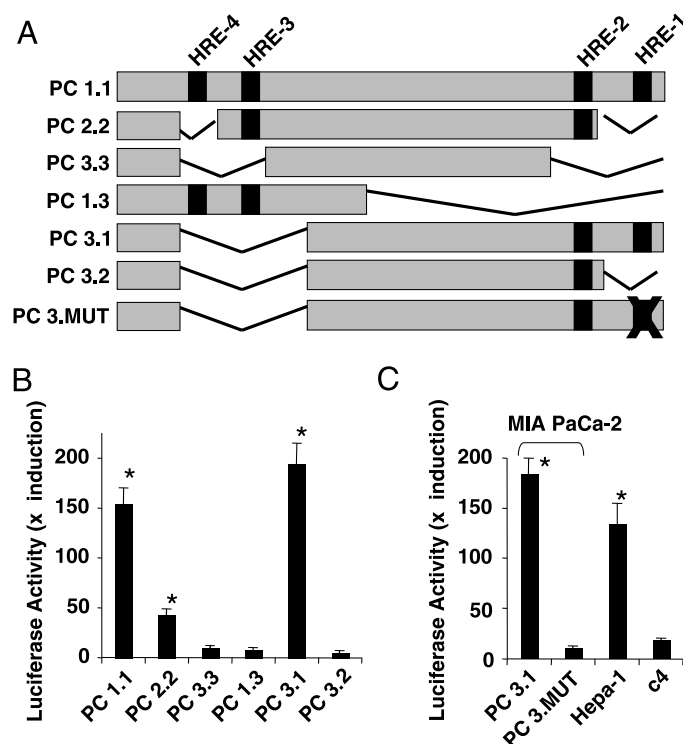 A
HRE-4
HRE-3
HRE-2
HRE-1
PC 1.1
PC 2.2
PC 3.3
PC 1.3
PC 3.1
PC 3.2
PC 3.MUT
B
Luciferase Activity (x induction)
200
150
100
50
0
*
*
*
PC 1.1
PC 2.2
PC 3.3
PC 1.3
PC 3.1
PC 3.2
C
MIA PaCa-2
Luciferase Activity (x induction)
200
150
100
50
0
*
*
PC 3.1
PC 3.MUT
Hepa-1
c4